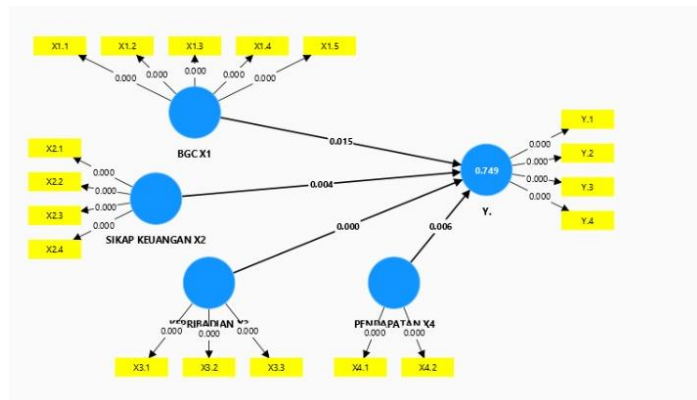 X1.1 X1.2 X1.3 X1.4 X1.5
0.000 0.000 0.000 0.000 0.000
BGC X1
0.015
X2.1
X2.2
X2.3
X2.4
0.000
0.000
0.000
0.000
SIKAP KEUANGAN X2
0.004
0.749
Y.
Y.1
Y.2
Y.3
Y.4
0.000
0.000
0.000
0.000
0.000
0.006
KEPRIBADIAN X3
0.000 0.000 0.000
X3.1 X3.2 X3.3
PENDAPATAN X4
0.000 0.000
X4.1 X4.2